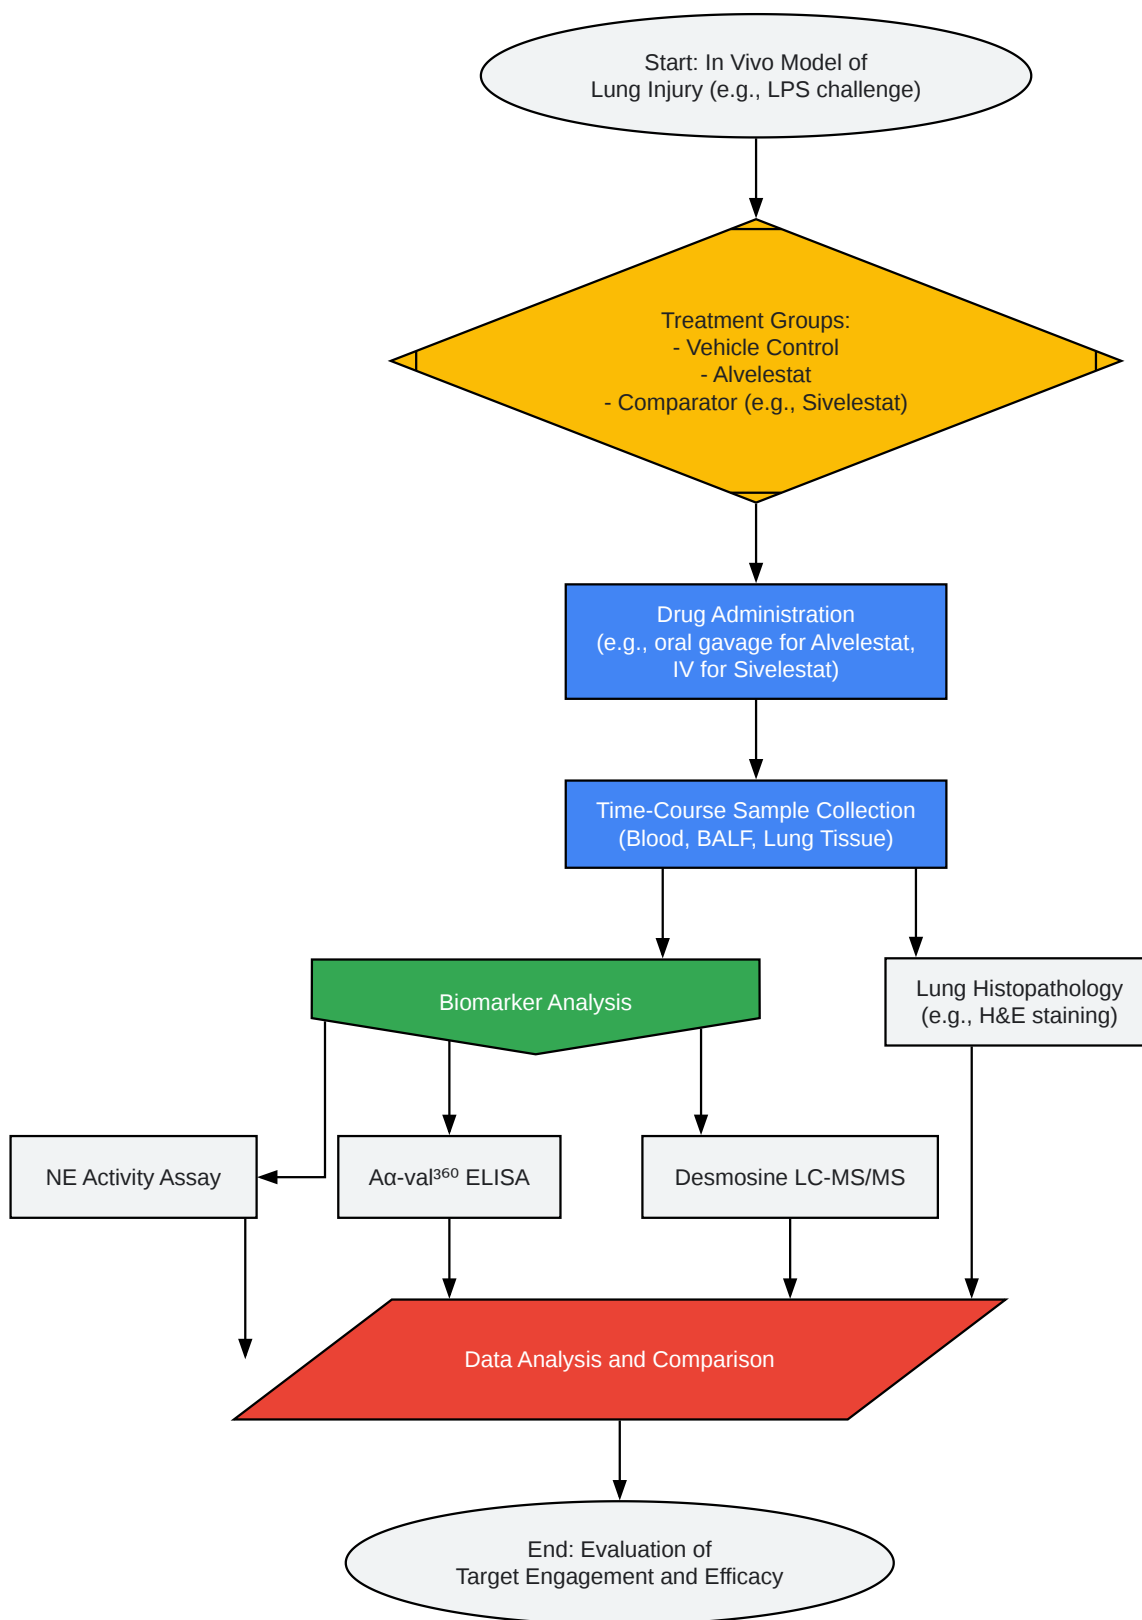 Start: In Vivo Model of
Lung Injury (e.g., LPS challenge)
Treatment Groups:
- Vehicle Control
- Alvelestat
- Comparator (e.g., Sivelestat)
Drug Administration
(e.g., oral gavage for Alvelestat,
IV for Sivelestat)
Time-Course Sample Collection
(Blood, BALF, Lung Tissue)
Biomarker Analysis
Lung Histopathology
(e.g., H&E staining)
NE Activity Assay
Aα-val³⁶⁰ ELISA
Desmosine LC-MS/MS
Data Analysis and Comparison
End: Evaluation of
Target Engagement and Efficacy